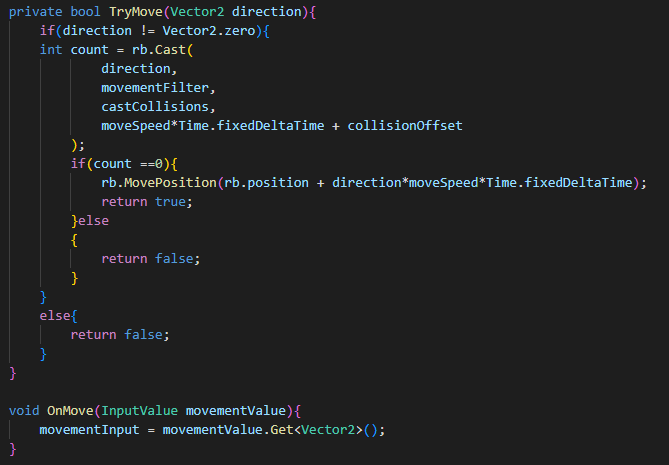 private bool TryMove(Vector2 direction){
    if(direction != Vector2.zero){
    int count = rb.Cast(
            direction,
            movementFilter,
            castCollisions,
            moveSpeed*Time.fixedDeltaTime + collisionOffset
        );
        if(count ==0){
            rb.MovePosition(rb.position + direction*moveSpeed*Time.fixedDeltaTime);
            return true;
        }else
        {
            return false;
        }
    }
    else{
        return false;
    }
}

void OnMove(InputValue movementValue){
    movementInput = movementValue.Get<Vector2>();
}